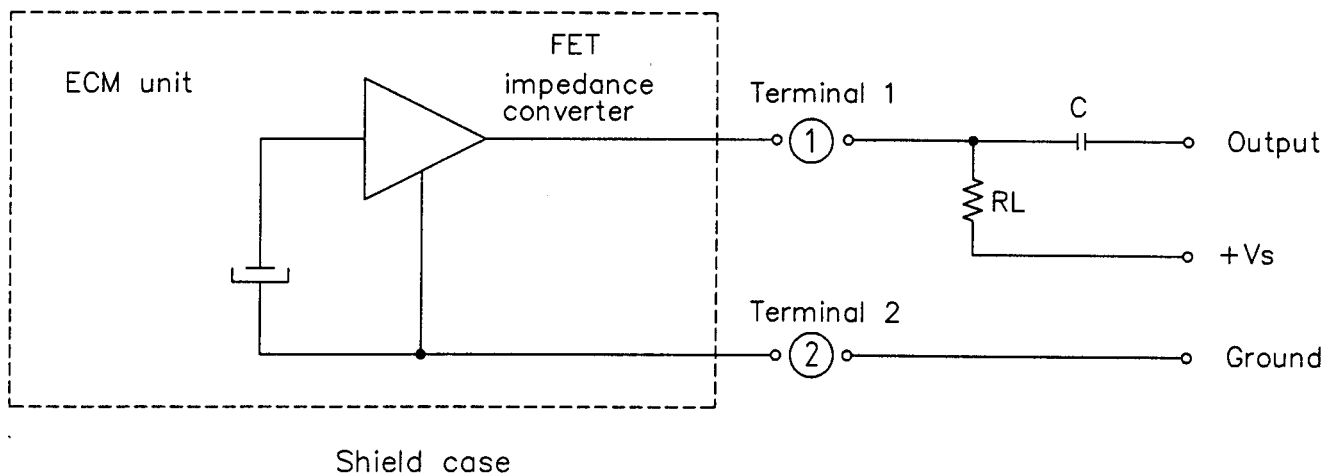 FET
ECM unit
impedance
converter
Terminal 1
1
C
Output
RL
+Vs
Terminal 2
2
Ground
Shield case